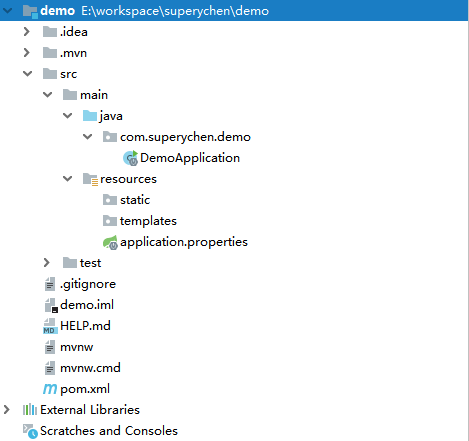 demo E:\workspace\superychen\demo
.idea
.mvn
src
main
java
com.superychen.demo
DemoApplication
resources
static
templates
application.properties
test
.gitignore
demo.iml
HELP.md
mvnw
mvnw.cmd
pom.xml
External Libraries
Scratches and Consoles